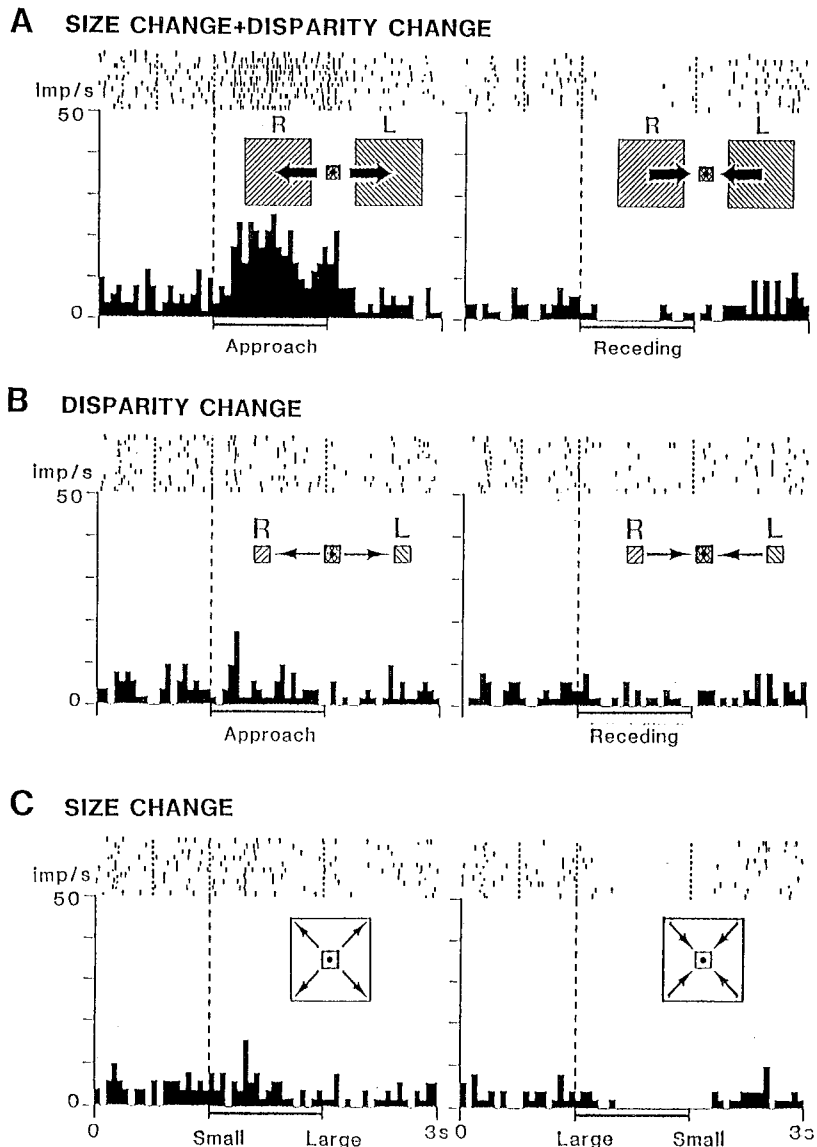 A SIZE CHANGE+DISPARITY CHANGE
imp/s
50
R L
R L
0
Approach
Receding
B DISPARITY CHANGE
imp/s
50
R L
R L
0
Approach
Receding
C SIZE CHANGE
imp/s
50
0
0 Small Large 3s
0 Large Small 3s